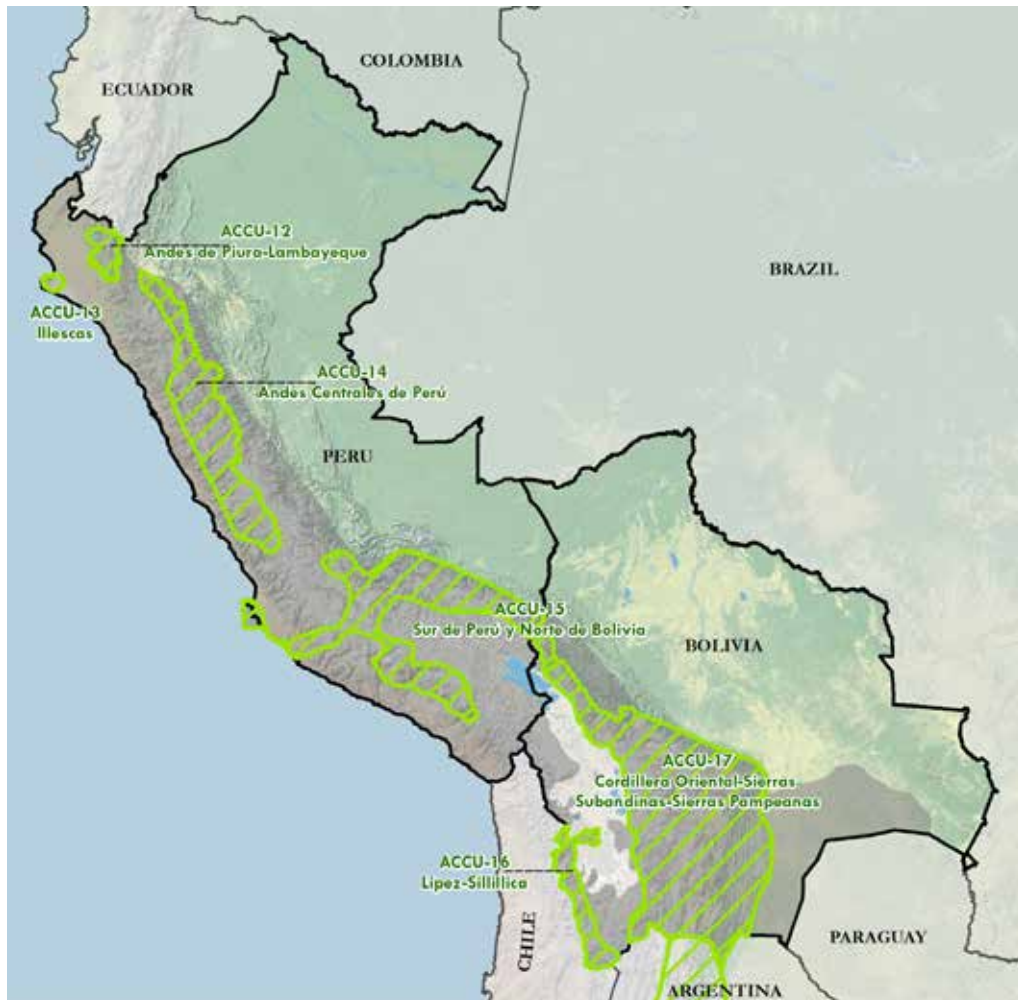 COLOMBIA
ECUADOR
ACCU-12
Andes de Piura-Lambayeque
BRAZIL
ACCU-13
Illescas
ACCU-14
Andes Centrales de Perú
PERU
ACCU-15
Sur de Perú y Norte de Bolivia
BOLIVIA
ACCU-17
Cordillera Oriental-Sierras
Subandinas-Sierras Pampeanas
ACCU-16
Lipez-Sillillica
CHILE
PARAGUAY
ARGENTINA